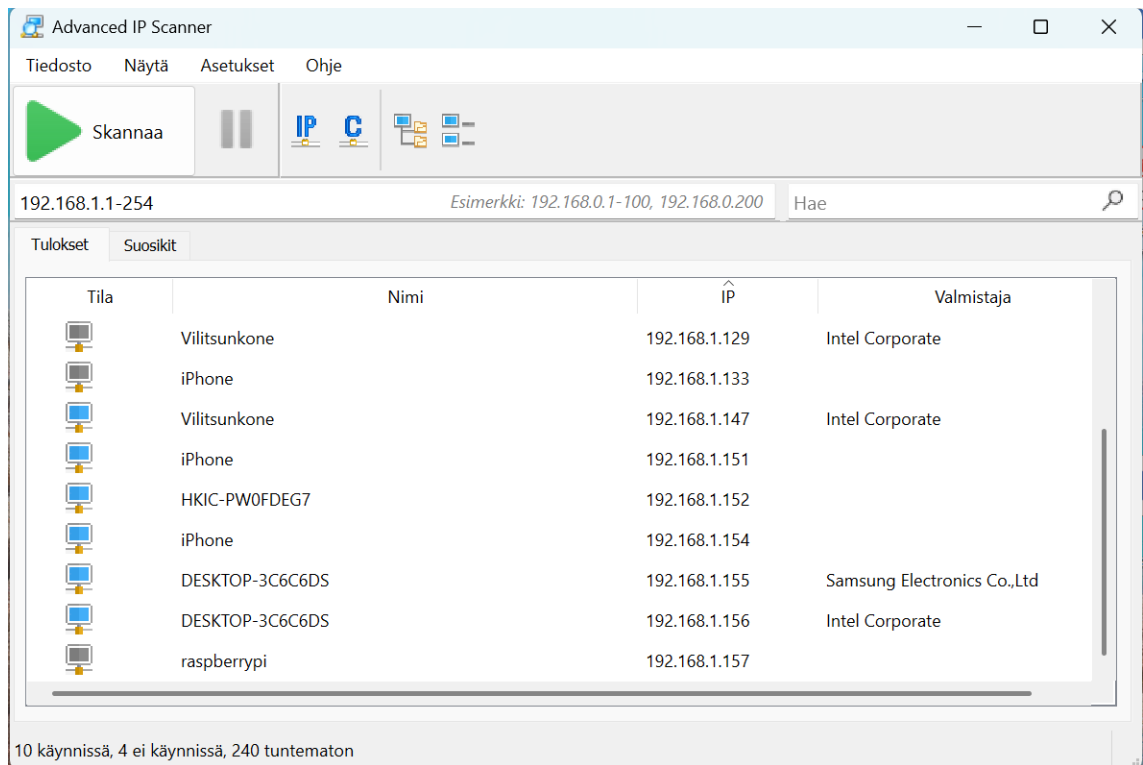 Advanced IP Scanner
Tiedosto Näytä Asetukset Ohje
Skannaa IP C
192.168.1.1-254 Esimerkki: 192.168.0.1-100, 192.168.0.200 Hae
Tulokset Suosikit
Tila Nimi IP Valmistaja
Vilitsunkone 192.168.1.129 Intel Corporate
iPhone 192.168.1.133
Vilitsunkone 192.168.1.147 Intel Corporate
iPhone 192.168.1.151
HKIC-PW0FDEG7 192.168.1.152
iPhone 192.168.1.154
DESKTOP-3C6C6DS 192.168.1.155 Samsung Electronics Co.,Ltd
DESKTOP-3C6C6DS 192.168.1.156 Intel Corporate
raspberrypi 192.168.1.157
10 käynnissä, 4 ei käynnissä, 240 tuntematon